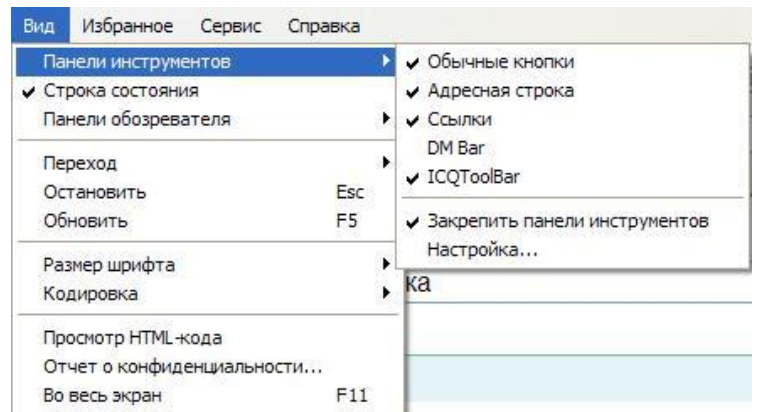 Вид Избранное Сервис Справка
Панели инструментов
Строка состояния
Панели обозревателя
Переход
Остановить Esc
Обновить F5
Размер шрифта
Кодировка
Просмотр HTML-кода
Отчет о конфиденциальности...
Во весь экран F11
Обычные кнопки
Адресная строка
Ссылки
DM Bar
ICQToolBar
Закрепить панели инструментов
Настройка...
ка